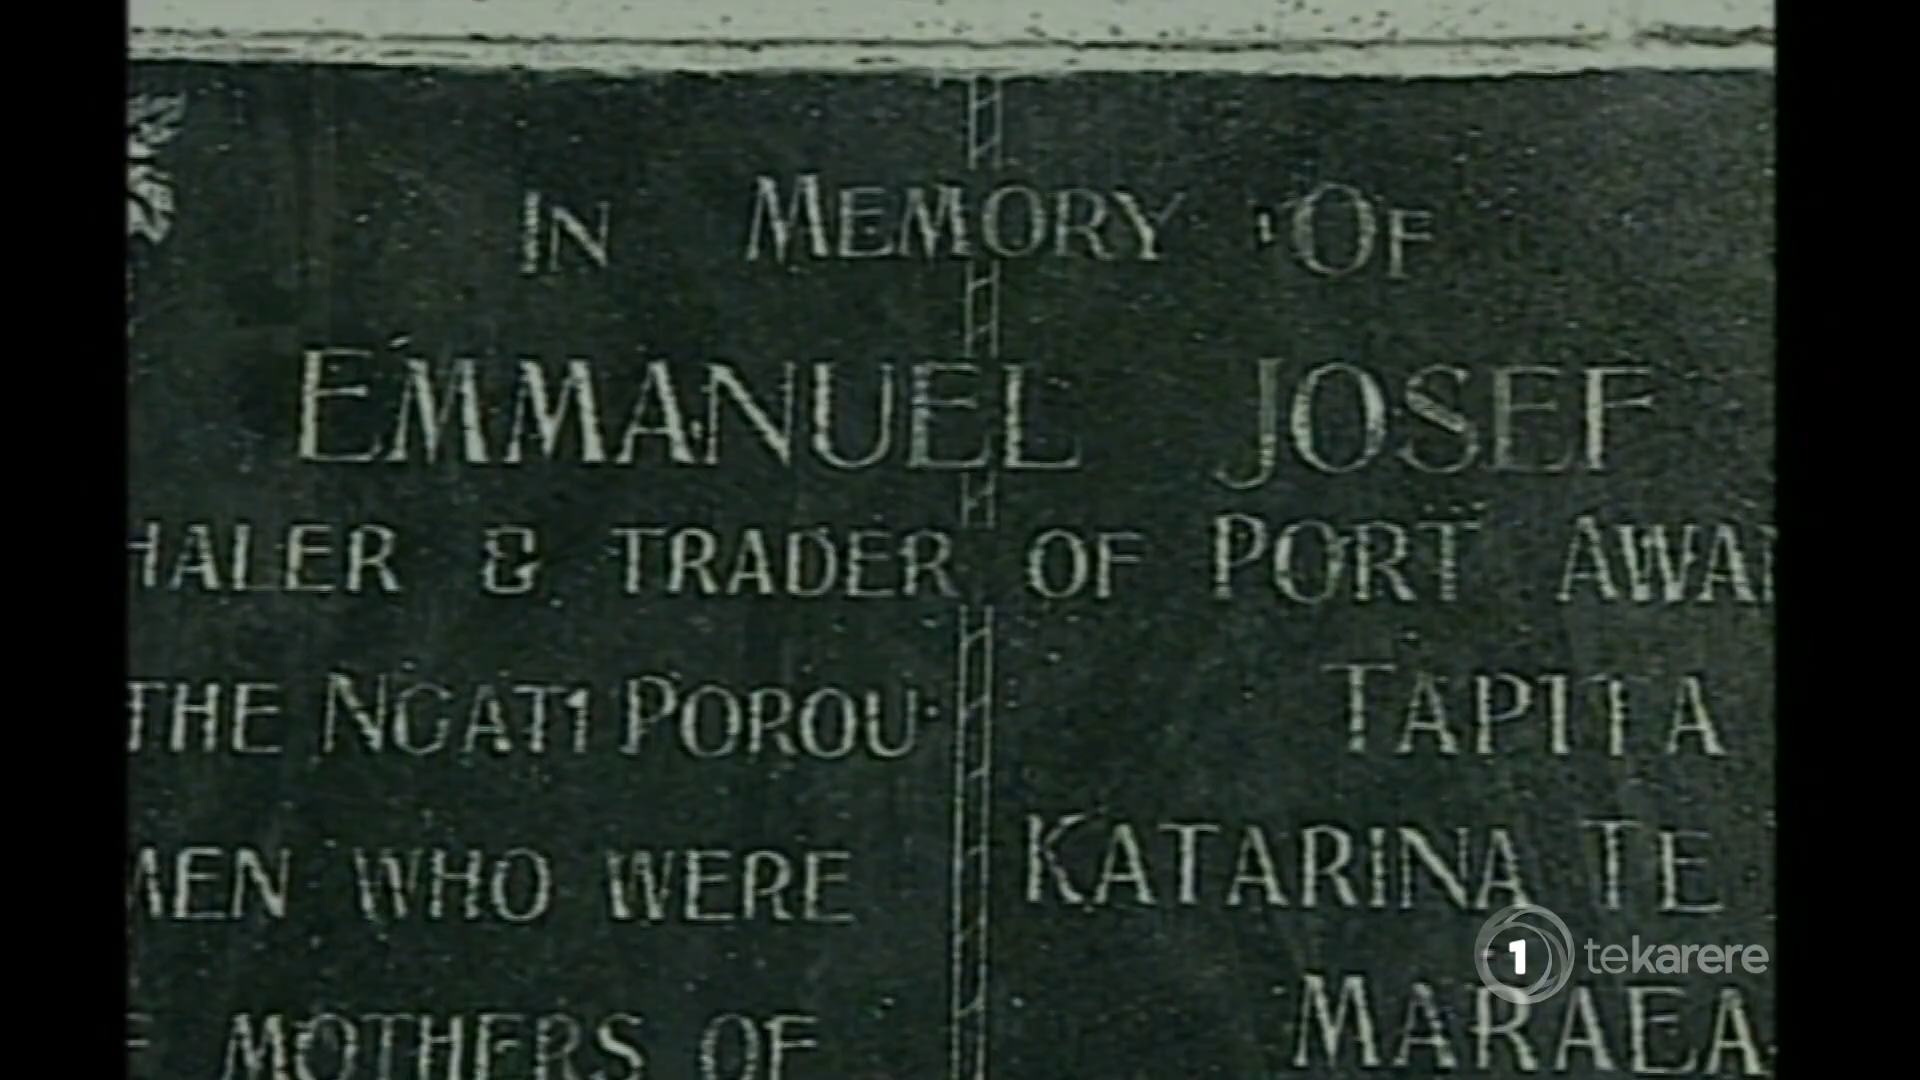 IN MEMORY OF
EMMANUEL JOSEF
HALER & TRADER OF PORT AWA
THE NGATI POROU
TAPITA
MEN WHO WERE
KATARINA TE
MOTHERS OF
MARAEA
1 tekarere